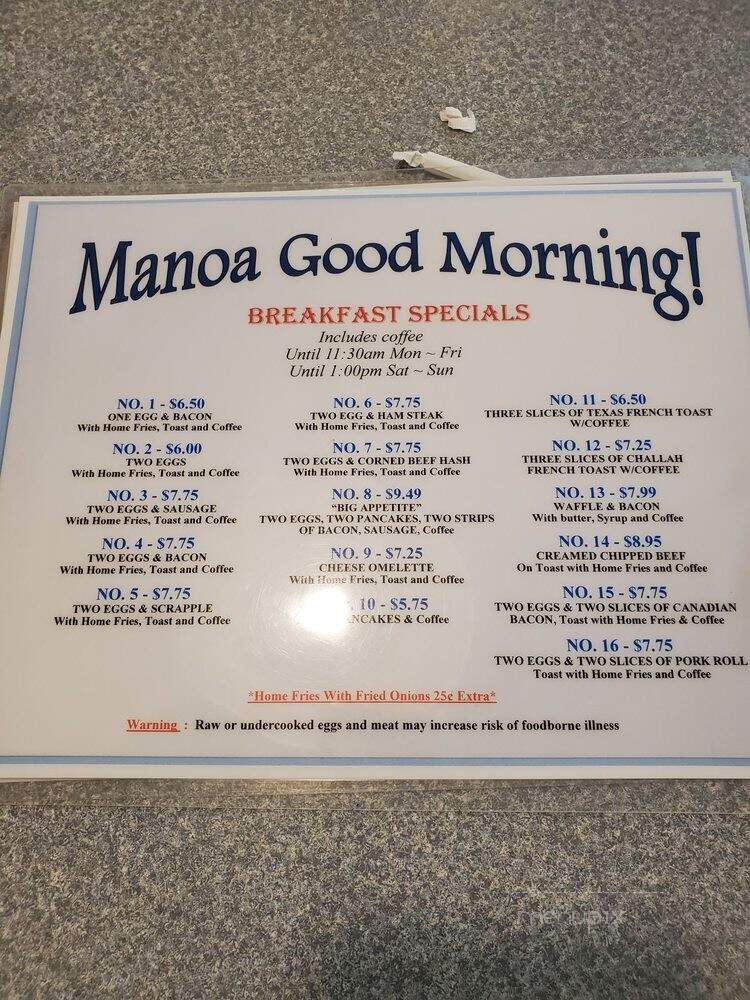 Manoa Good Morning!
BREAKFAST SPECIALS
Includes coffee
Until 11:30am Mon ~ Fri
Until 1:00pm Sat ~ Sun
NO. 1 - $6.50
ONE EGG & BACON
With Home Fries, Toast and Coffee
NO. 2 - $6.00
TWO EGGS
With Home Fries, Toast and Coffee
NO. 3 - $7.75
TWO EGGS & SAUSAGE
With Home Fries, Toast and Coffee
NO. 4 - $7.75
TWO EGGS & BACON
With Home Fries, Toast and Coffee
NO. 5 - $7.75
TWO EGGS & SCRAPPLE
With Home Fries, Toast and Coffee
NO. 6 - $7.75
TWO EGG & HAM STEAK
With Home Fries, Toast and Coffee
NO. 7 - $7.75
TWO EGGS & CORNED BEEF HASH
With Home Fries, Toast and Coffee
NO. 8 - $9.49
"BIG APPETITE"
TWO EGGS, TWO PANCAKES, TWO STRIPS
OF BACON, SAUSAGE, Coffee
NO. 9 - $7.25
CHEESE OMELETTE
With Home Fries, Toast and Coffee
10 - $5.75
& Coffee
NO. 11 - $6.50
THREE SLICES OF TEXAS FRENCH TOAST
W/COFFEE
NO. 12 - $7.25
THREE SLICES OF CHALLAH
FRENCH TOAST W/COFFEE
NO. 13 - $7.99
WAFFLE & BACON
With butter, Syrup and Coffee
NO. 14 - $8.95
CREAMED CHIPPED BEEF
On Toast with Home Fries and Coffee
NO. 15 - $7.75
TWO EGGS & TWO SLICES OF CANADIAN
BACON, Toast with Home Fries & Coffee
NO. 16 - $7.75
TWO EGGS & TWO SLICES OF PORK ROLL
Toast with Home Fries and Coffee
*Home Fries With Fried Onions 25¢ Extra*
Warning : Raw or undercooked eggs and meat may increase risk of foodborne illness
menupix